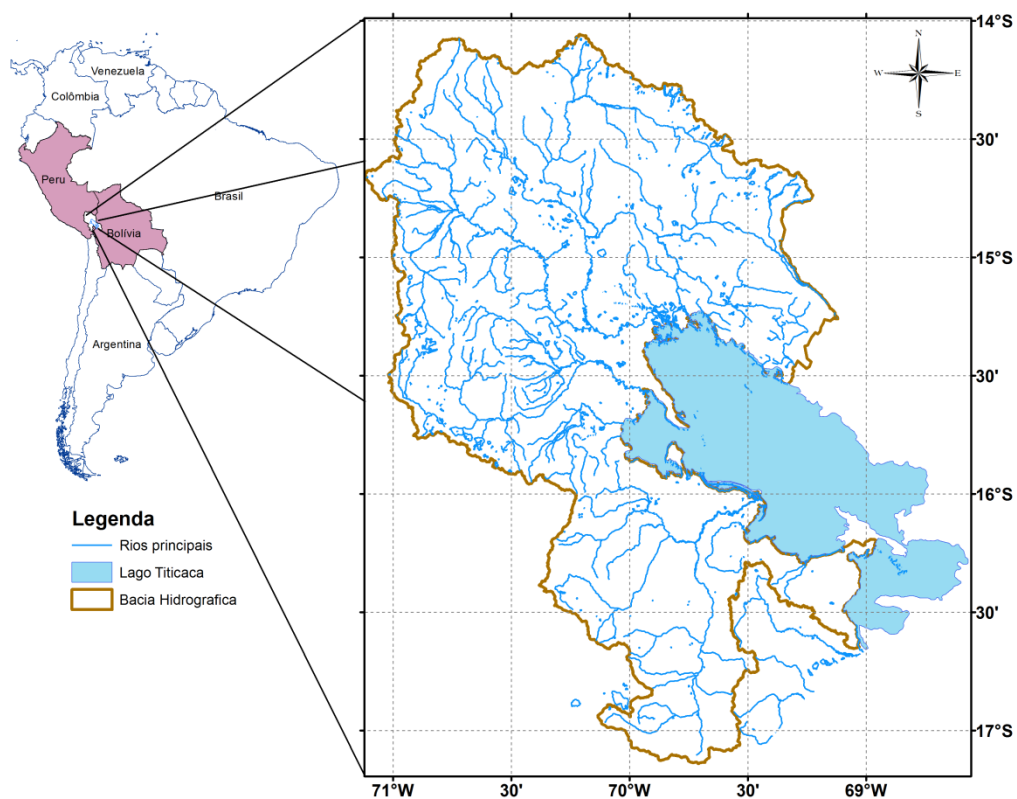 Venezuela
Colômbia
Peru
Brasil
Bolívia
Argentina
Legenda
Rios principais
Lago Titicaca
Bacia Hidrografica
N
W
E
S
14°S
30'
15°S
30'
16°S
30'
17°S
71°W
30'
70°W
30'
69°W